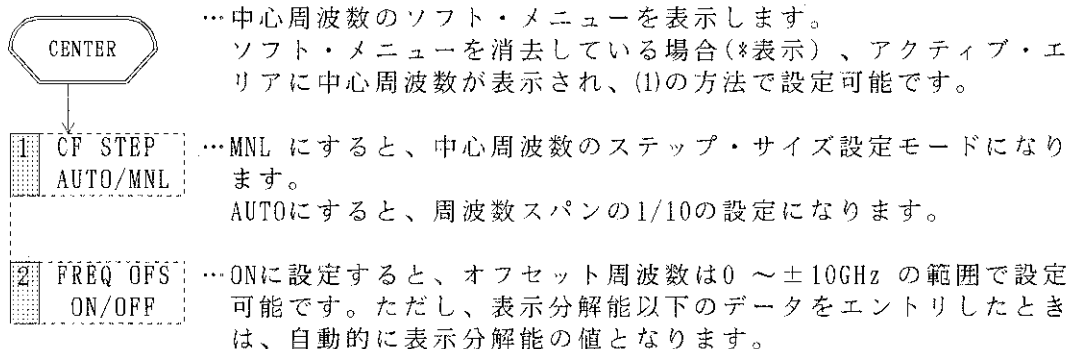 CENTER
…中心周波数のソフト・メニューを表示します。
ソフト・メニューを消去している場合(*表示)、アクティブ・エ
リアに中心周波数が表示され、(1)の方法で設定可能です。
1 CF STEP
AUTO/MNL
…MNL にすると、中心周波数のステップ・サイズ設定モードになり
ます。
AUTOにすると、周波数スパンの1/10の設定になります。
2 FREQ OFS
ON/OFF
…ONに設定すると、オフセット周波数は0 ～±10GHz の範囲で設定
可能です。ただし、表示分解能以下のデータをエントリしたとき
は、自動的に表示分解能の値となります。